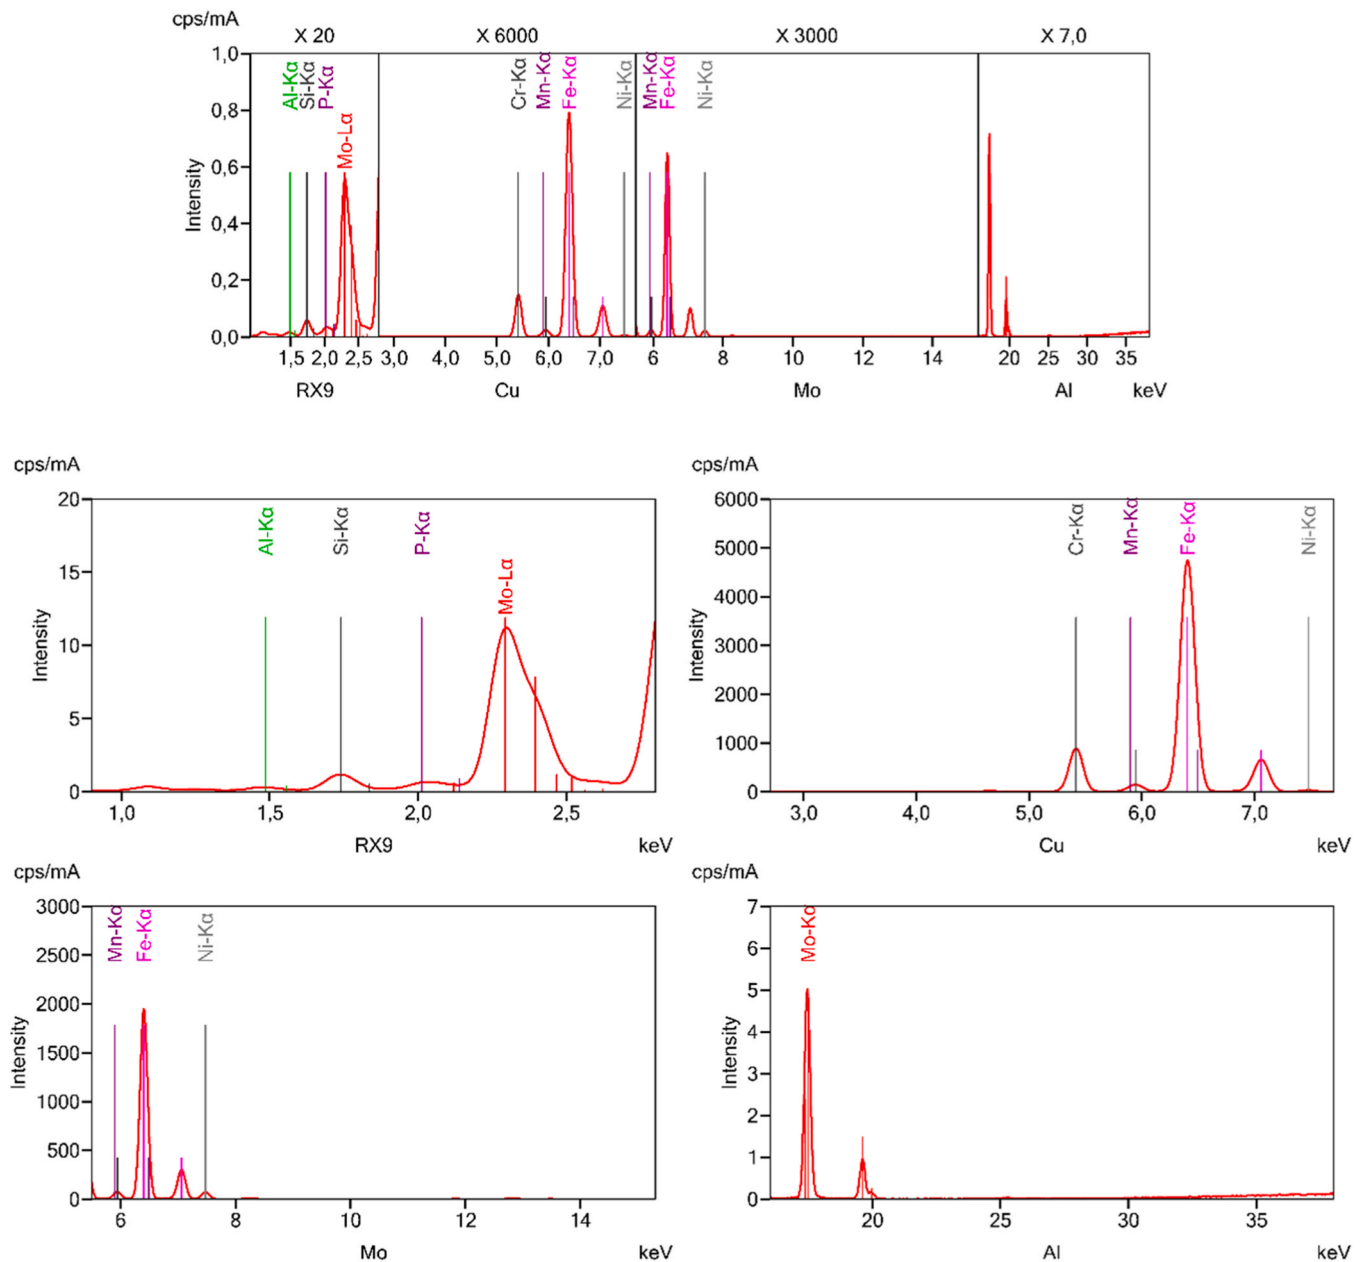 cps/mA
X 20 X 6000 X 3000 X 7,0
1,0
0,8
0,6
0,4
0,2
0,0
Intensity
Al-Kα Si-Kα P-Kα Mo-Lα Cr-Kα Mn-Kα Fe-Kα Ni-Kα Mn-Kα Fe-Kα Ni-Kα
1,5 2,0 2,5 3,0 4,0 5,0 6,0 7,0 6 8 10 12 14 20 25 30 35
RX9 Cu Mo Al keV
cps/mA
20
15
10
5
0
Intensity
Al-Kα Si-Kα P-Kα Mo-Lα
1,0 1,5 2,0 2,5
RX9 keV
cps/mA
6000
5000
4000
3000
2000
1000
0
Intensity
Cr-Kα Mn-Kα Fe-Kα Ni-Kα
3,0 4,0 5,0 6,0 7,0
Cu keV
cps/mA
3000
2500
2000
1500
1000
500
0
Intensity
Mn-Kα Fe-Kα Ni-Kα
6 8 10 12 14
Mo keV
cps/mA
7
6
5
4
3
2
1
0
Intensity
Mo-Kα
20 25 30 35
Al keV